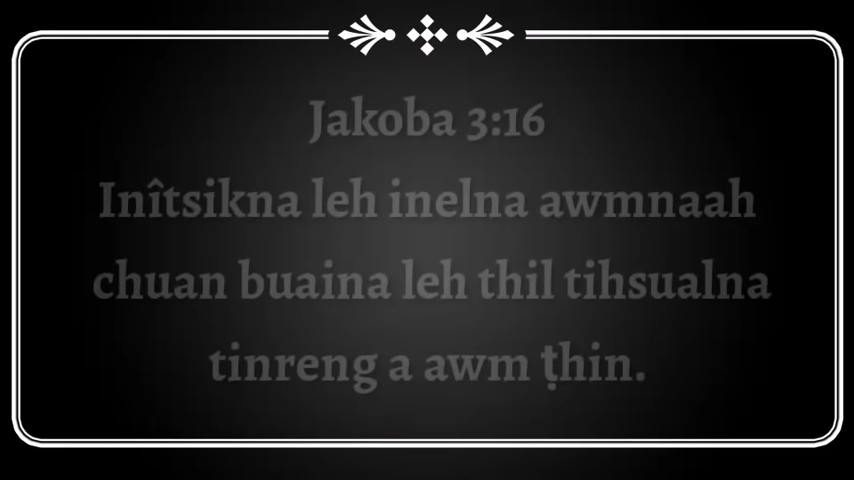 Jakoba 3:16
Inîtsikna leh inelna awmnaah
chuan buaina leh thil tihsualna
tinreng a awm ṭhin.